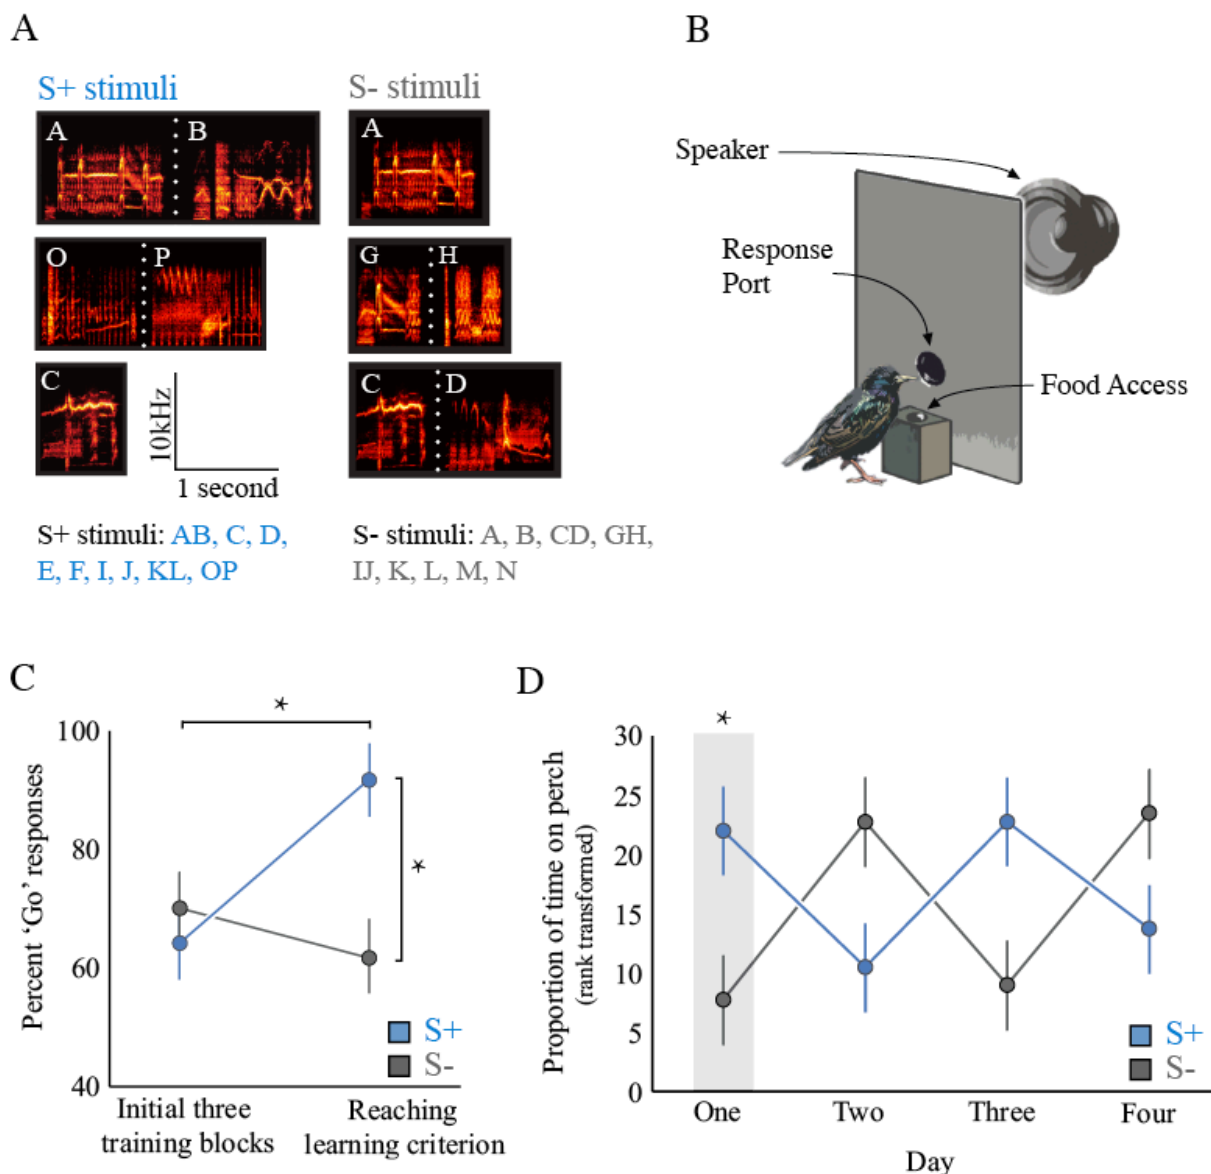 A
B
S+ stimuli
S- stimuli
A
B
A
O
P
G
H
C
C
D
10kHz
1 second
S+ stimuli: AB, C, D,
E, F, I, J, KL, OP
S- stimuli: A, B, CD, GH,
IJ, K, L, M, N
Speaker
Response
Port
Food Access
C
*
100
80
60
40
Percent ‘Go’ responses
*
S+
S-
Initial three
training blocks
Reaching
learning criterion
D
*
30
25
20
15
10
5
0
Proportion of time on perch
(rank transformed)
S+
S-
One
Two
Three
Four
Day